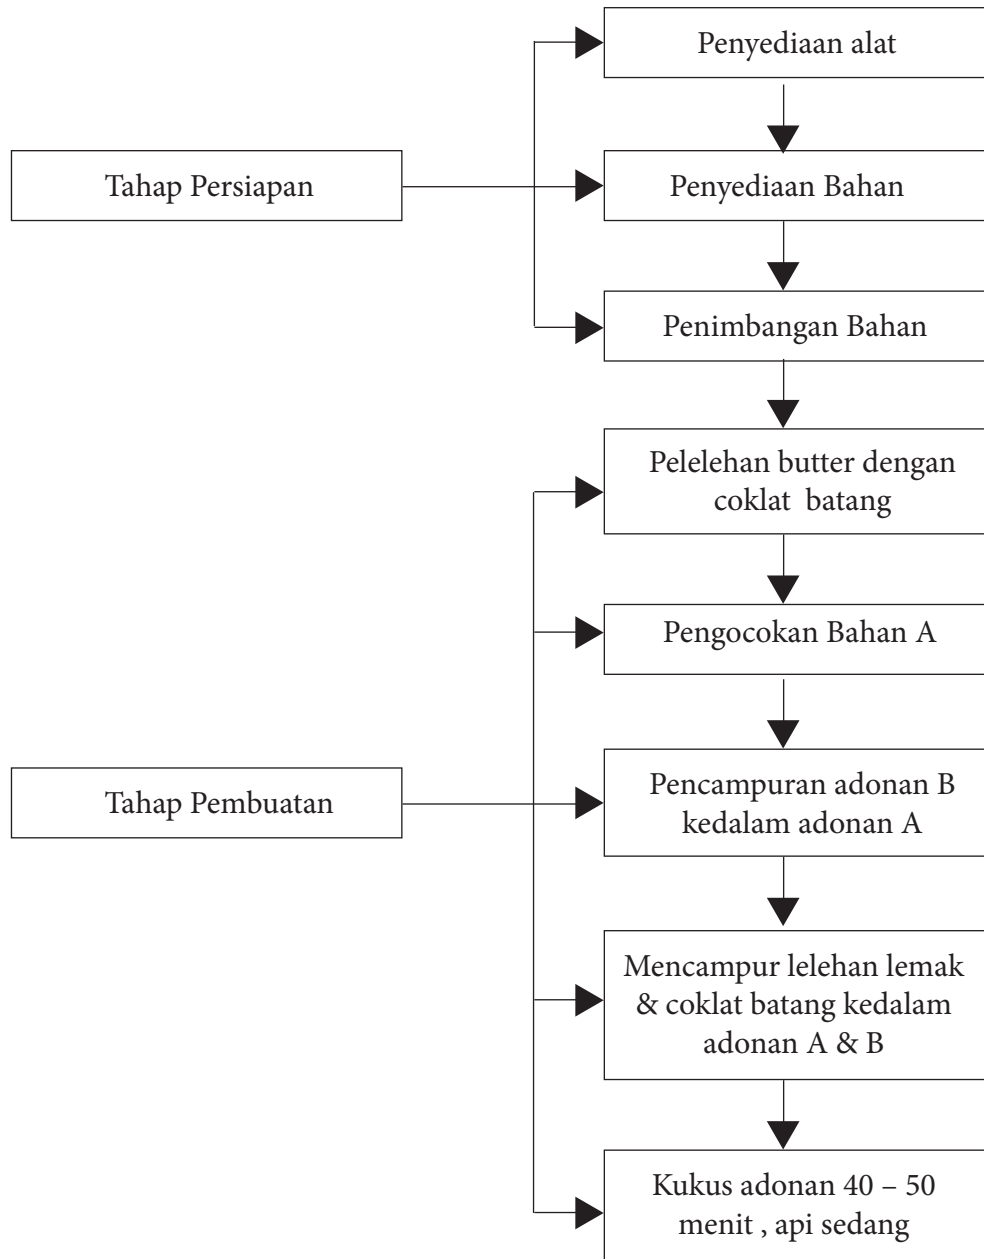 Penyediaan alat
Tahap Persiapan
Penyediaan Bahan
Penimbangan Bahan
Pelelehan butter dengan
coklat batang
Pengocokan Bahan A
Pencampuran adonan B
kedalam adonan A
Tahap Pembuatan
Mencampur lelehan lemak
& coklat batang kedalam
adonan A & B
Kukus adonan 40 – 50
menit , api sedang